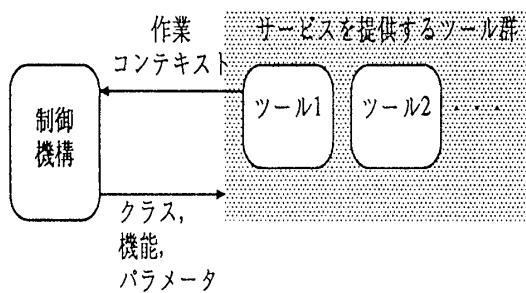 作業
コンテキスト
サービスを提供するツール群
制御
機構
ツール1
ツール2
・・・
クラス,
機能,
パラメータ